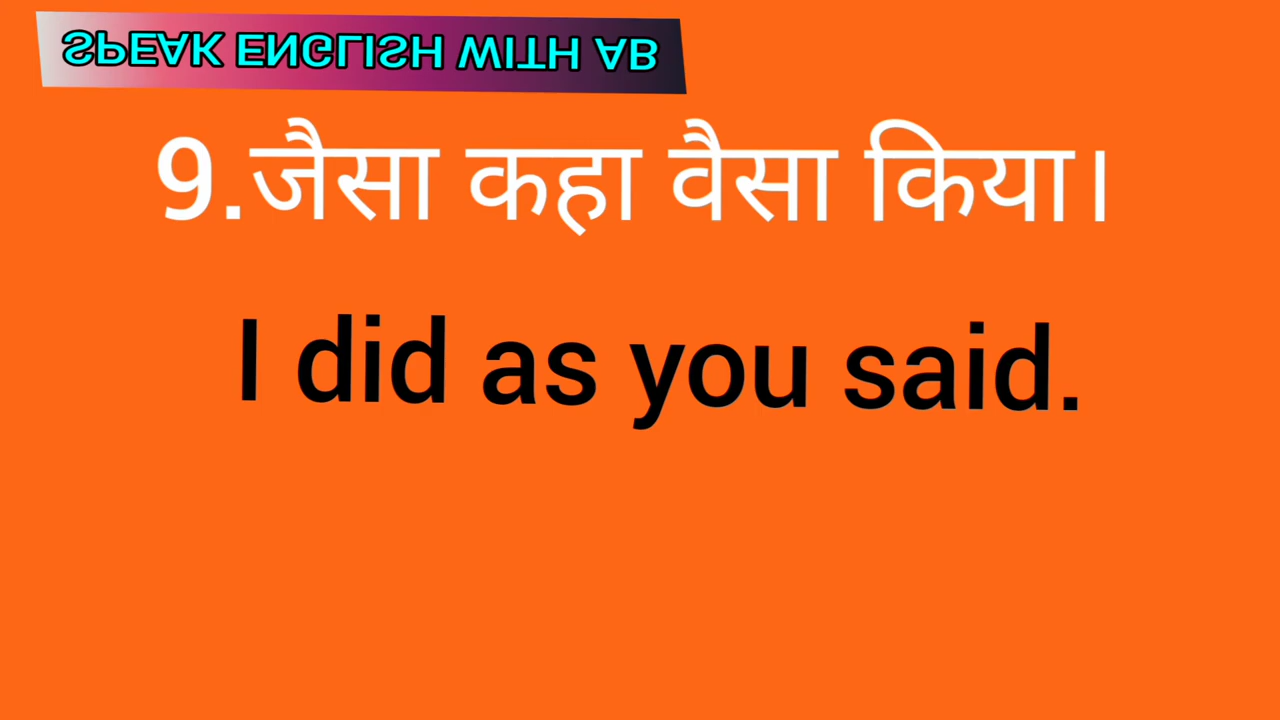 SPEAK ENGLISH WITH AB
9.जैसा कहा वैसा किया।
I did as you said.